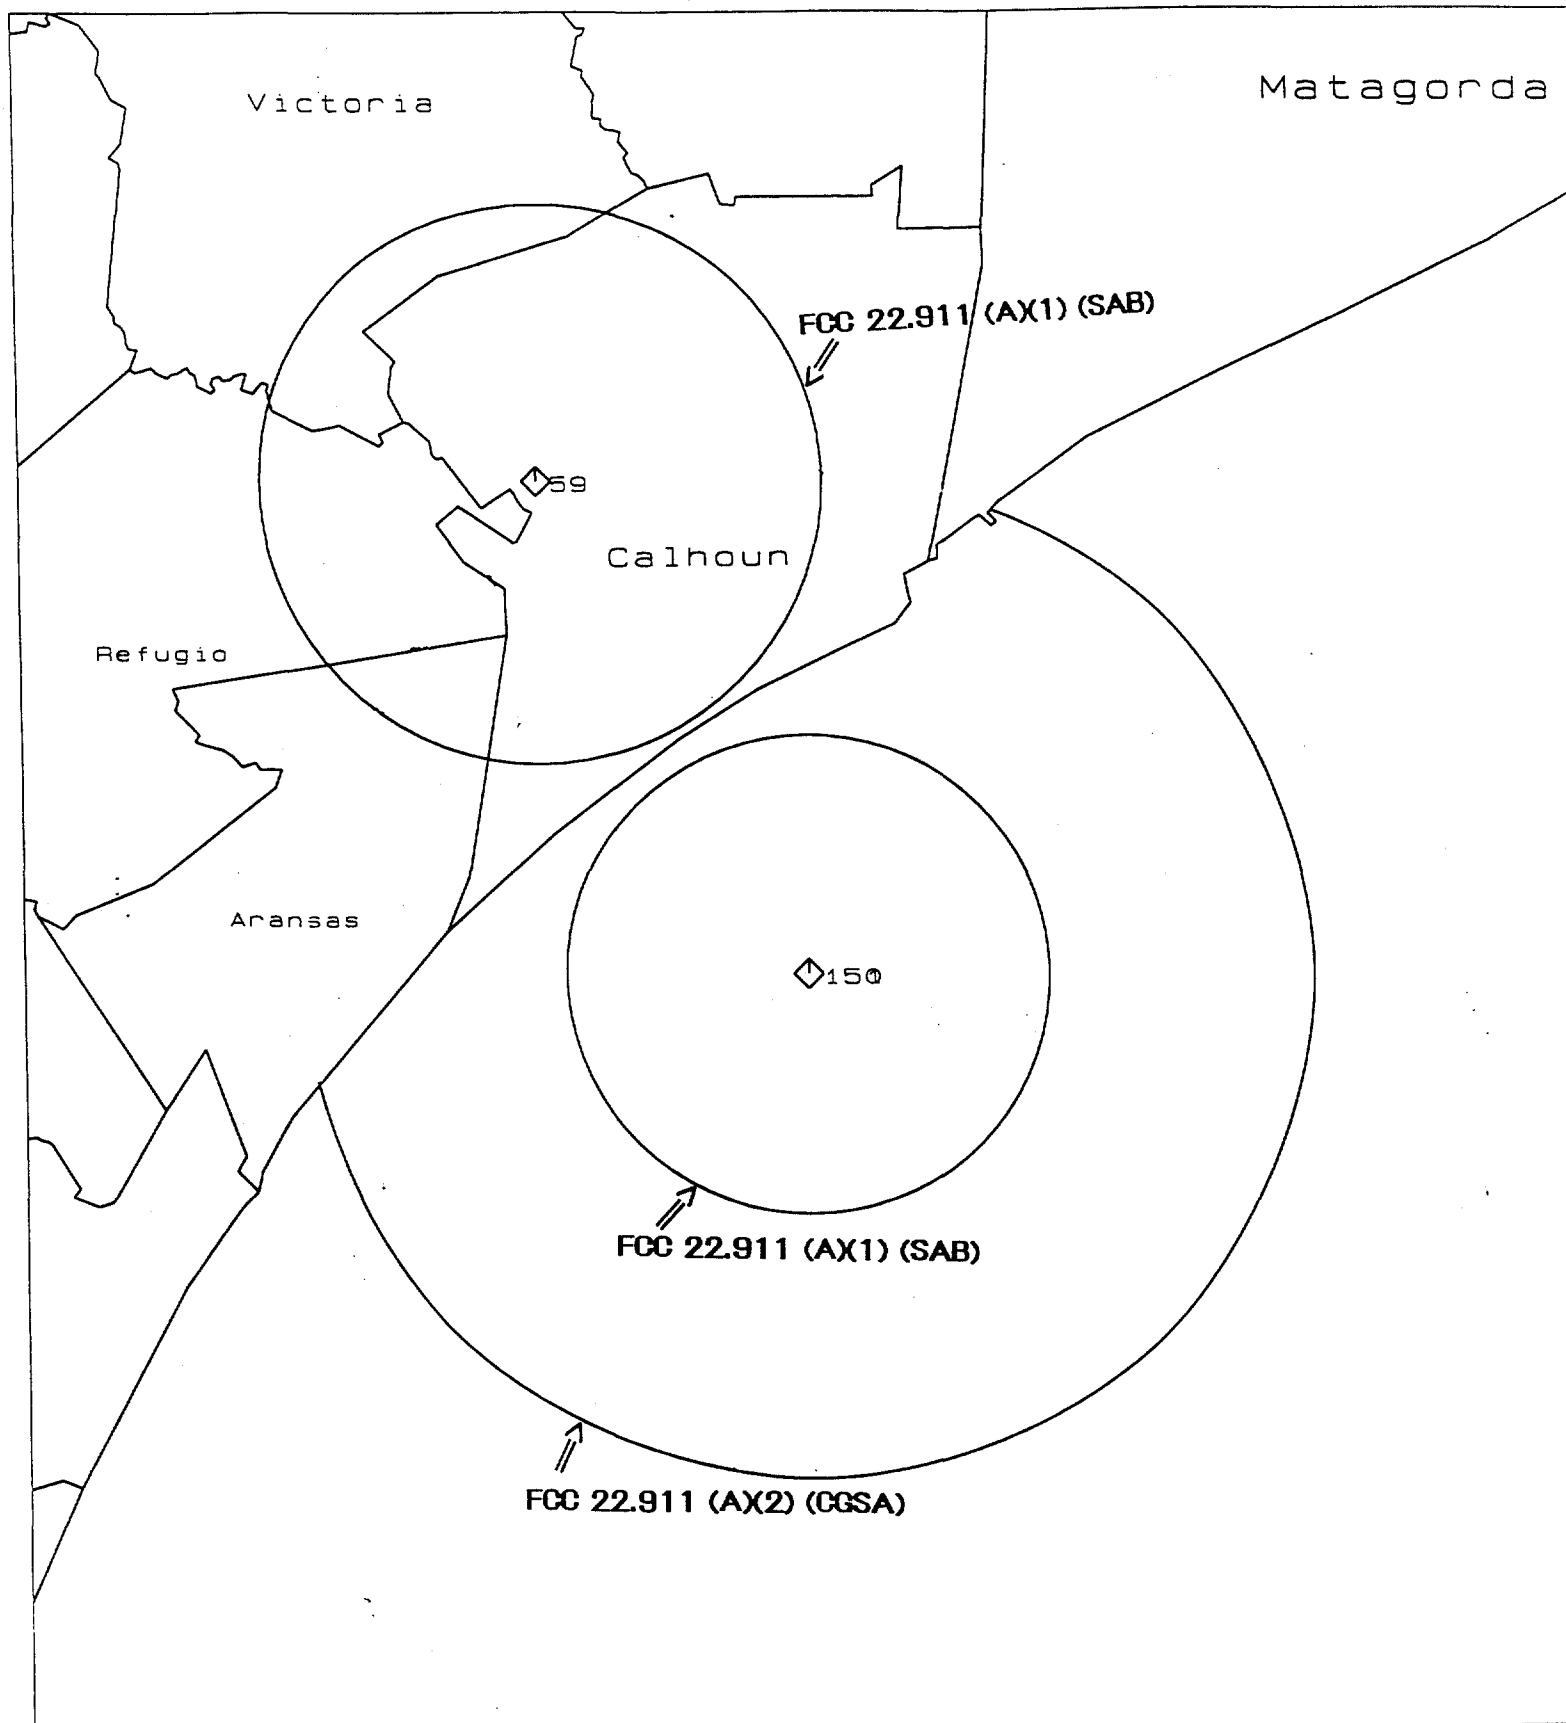 Victoria
Matagorda
FCC 22.911 (A)(1) (SAB)
59
Calhoun
Refugio
Aransas
FCC 22.911 (A)(1) (SAB)
FCC 22.911 (A)(2) (CGSA)